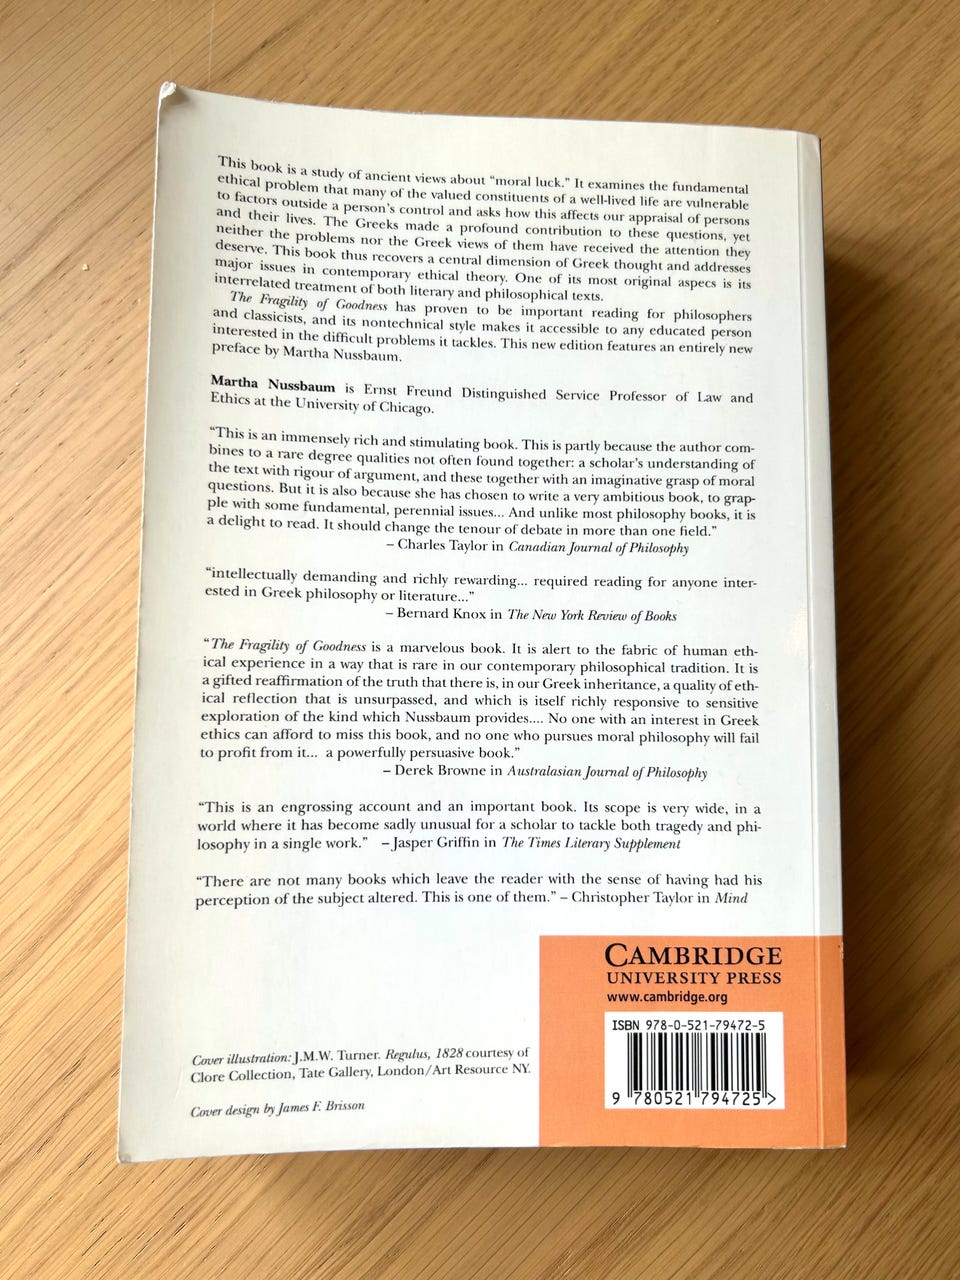 This book is a study of ancient views about “moral luck.” It examines the fundamental
ethical problem that many of the valued constituents of a well-lived life are vulnerable
to factors outside a person’s control and asks how this affects our appraisal of persons
and their lives. The Greeks made a profound contribution to these questions, yet
neither the problems nor the Greek views of them have received the attention they
deserve. This book thus recovers a central dimension of Greek thought and addresses
major issues in contemporary ethical theory. One of its most original aspecs is its
interrelated treatment of both literary and philosophical texts.
The Fragility of Goodness has proven to be important reading for philosophers
and classicists, and its nontechnical style makes it accessible to any educated person
interested in the difficult problems it tackles. This new edition features an entirely new
preface by Martha Nussbaum.
Martha Nussbaum is Ernst Freund Distinguished Service Professor of Law and
Ethics at the University of Chicago.
“This is an immensely rich and stimulating book. This is partly because the author com-
bines to a rare degree qualities not often found together: a scholar’s understanding of
the text with rigour of argument, and these together with an imaginative grasp of moral
questions. But it is also because she has chosen to write a very ambitious book, to grap-
ple with some fundamental, perennial issues... And unlike most philosophy books, it is
a delight to read. It should change the tenour of debate in more than one field.”
– Charles Taylor in Canadian Journal of Philosophy
“intellectually demanding and richly rewarding... required reading for anyone inter-
ested in Greek philosophy or literature...”
– Bernard Knox in The New York Review of Books
“The Fragility of Goodness is a marvelous book. It is alert to the fabric of human eth-
ical experience in a way that is rare in our contemporary philosophical tradition. It is
a gifted reaffirmation of the truth that there is, in our Greek inheritance, a quality of eth-
ical reflection that is unsurpassed, and which is itself richly responsive to sensitive
exploration of the kind which Nussbaum provides.... No one with an interest in Greek
ethics can afford to miss this book, and no one who pursues moral philosophy will fail
to profit from it... a powerfully persuasive book.”
– Derek Browne in Australasian Journal of Philosophy
“This is an engrossing account and an important book. Its scope is very wide, in a
world where it has become sadly unusual for a scholar to tackle both tragedy and phi-
losophy in a single work.” – Jasper Griffin in The Times Literary Supplement
“There are not many books which leave the reader with the sense of having had his
perception of the subject altered. This is one of them.” – Christopher Taylor in Mind
Cover illustration: J.M.W. Turner. Regulus, 1828 courtesy of
Clore Collection, Tate Gallery, London/Art Resource NY.
Cover design by James F. Brisson
CAMBRIDGE
UNIVERSITY PRESS
www.cambridge.org
ISBN 978-0-521-79472-5
9 780521 794725 >